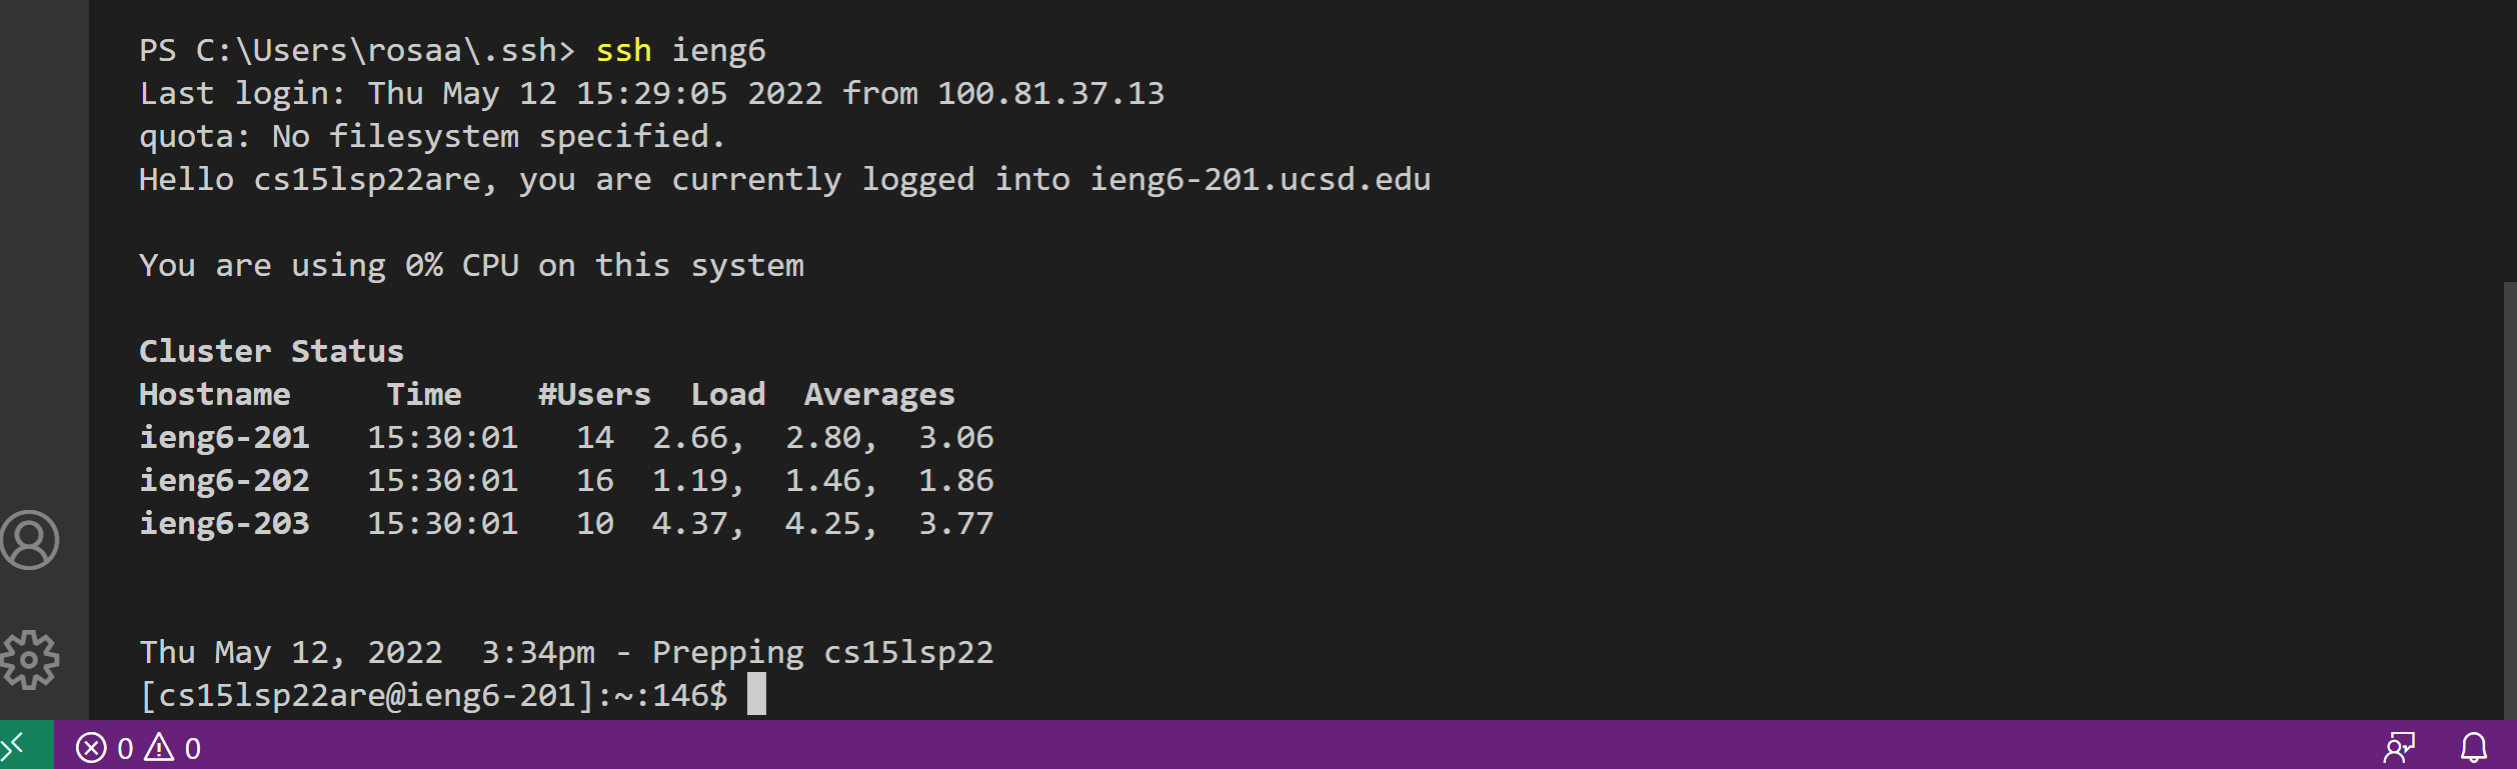 PS C:\Users\rosaa\.ssh> ssh ieng6
Last login: Thu May 12 15:29:05 2022 from 100.81.37.13
quota: No filesystem specified.
Hello cs15lsp22are, you are currently logged into ieng6-201.ucsd.edu
You are using 0% CPU on this system
Cluster Status
Hostname     Time    #Users  Load  Averages
ieng6-201   15:30:01   14  2.66,  2.80,  3.06
ieng6-202   15:30:01   16  1.19,  1.46,  1.86
ieng6-203   15:30:01   10  4.37,  4.25,  3.77
Thu May 12, 2022  3:34pm - Prepping cs15lsp22
[cs15lsp22are@ieng6-201]:~:146$
0 0